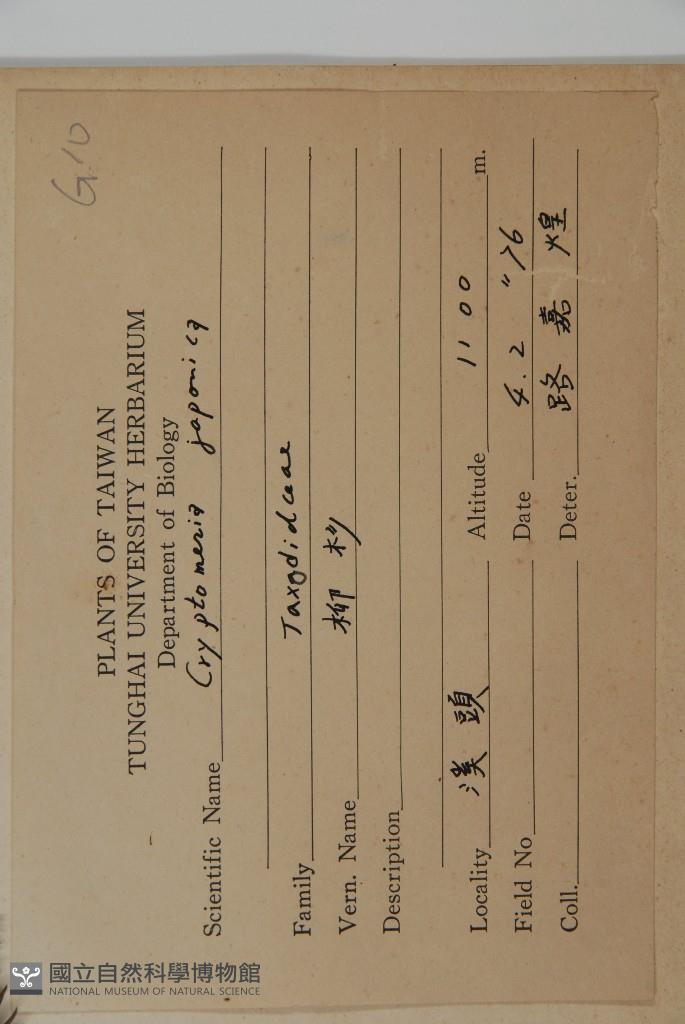 G.10
PLANTS OF TAIWAN
TUNGHAI UNIVERSITY HERBARIUM
Department of Biology
Scientific Name Cryptomeria japonica
Family Taxodidceae
Vern. Name 柳杉
Description
Locality 溪頭 Altitude 1100 m.
Field No Date 4.2 "76
Coll. Deter. 路嘉煌
國立自然科學博物館
NATIONAL MUSEUM OF NATURAL SCIENCE